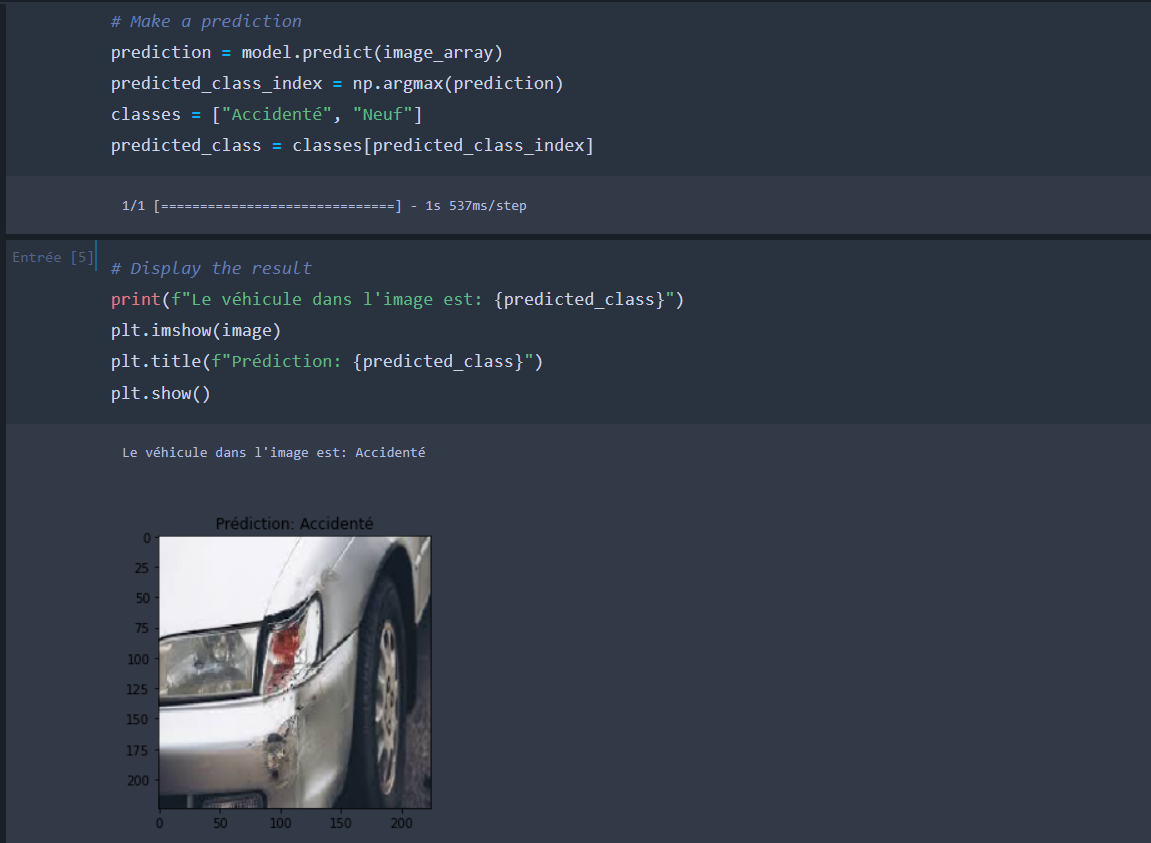 # Make a prediction
prediction = model.predict(image_array)
predicted_class_index = np.argmax(prediction)
classes = ["Accidenté", "Neuf"]
predicted_class = classes[predicted_class_index]
1/1 [==============================] - 1s 537ms/step
Entrée [5]
# Display the result
print(f"Le véhicule dans l'image est: {predicted_class}")
plt.imshow(image)
plt.title(f"Prédiction: {predicted_class}")
plt.show()
Le véhicule dans l'image est: Accidenté
Prédiction: Accidenté
0
25
50
75
100
125
150
175
200
0 50 100 150 200